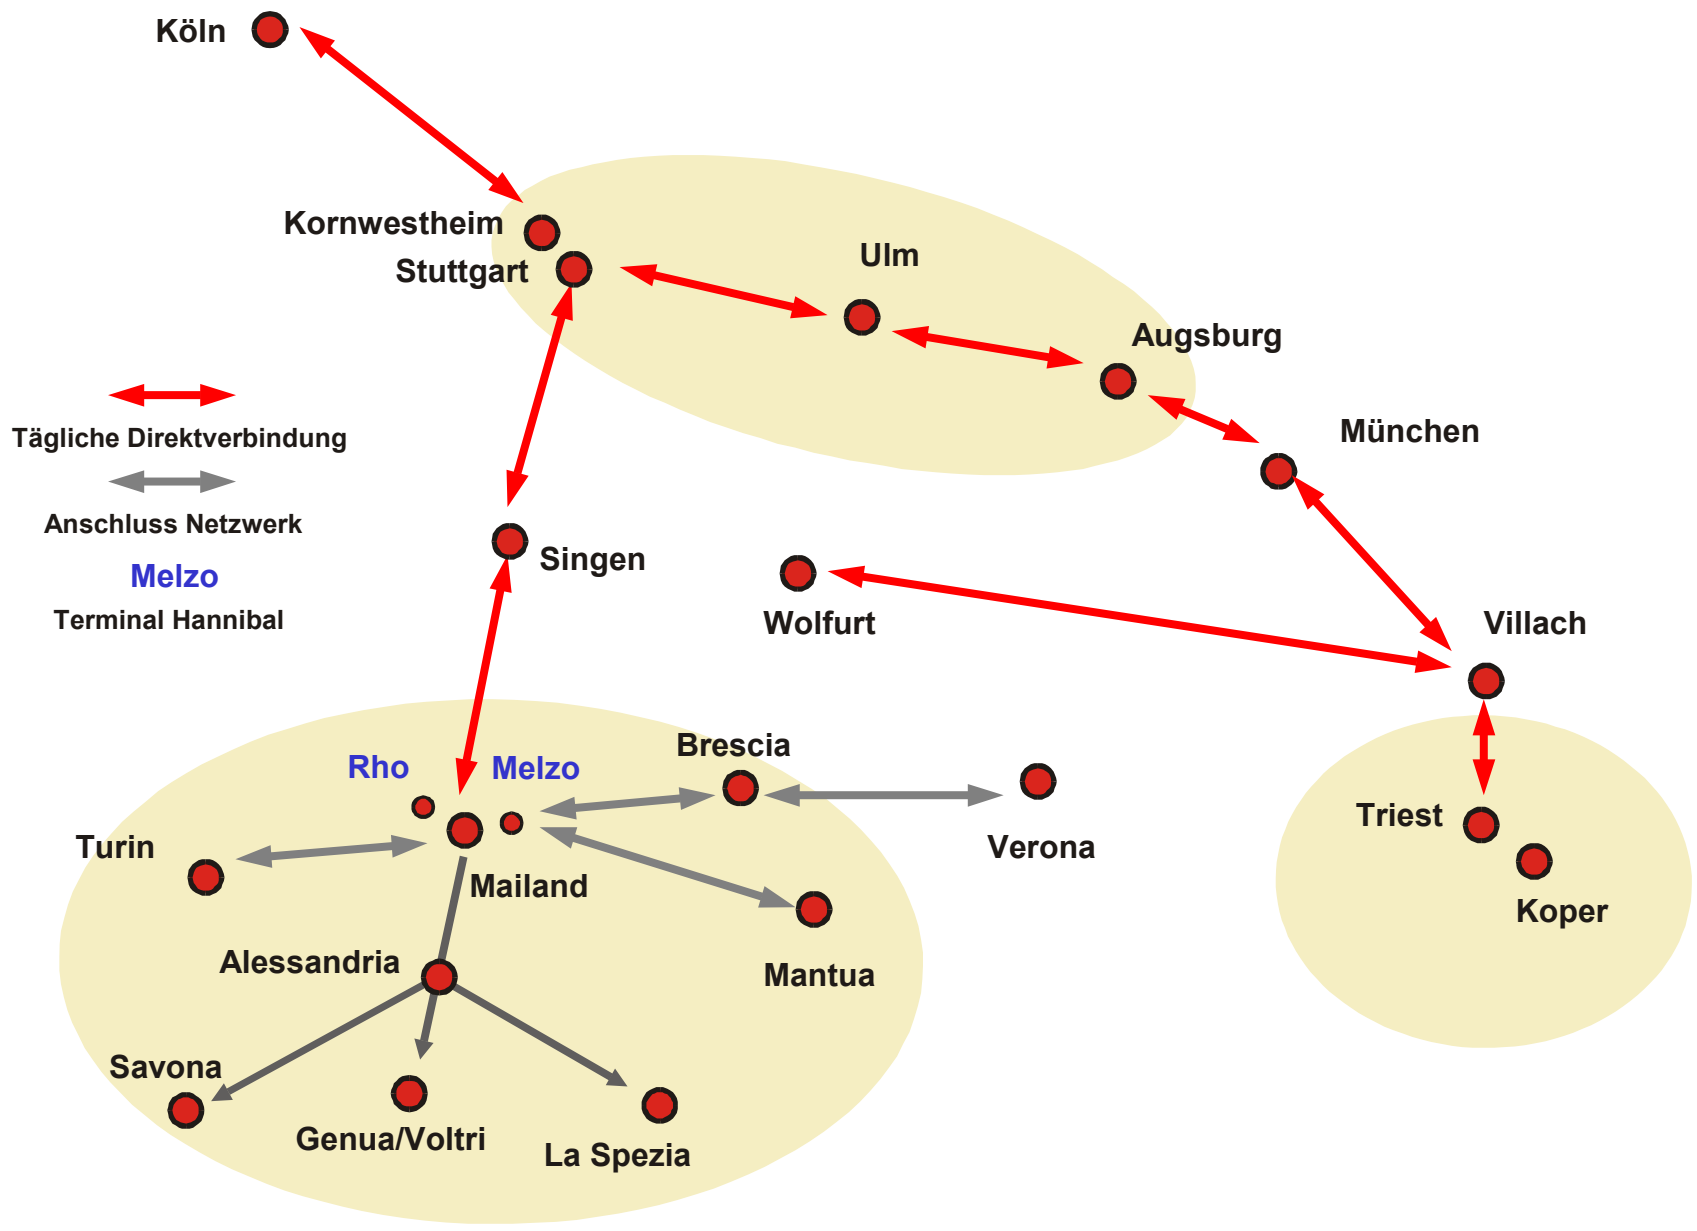 Köln
Kornwestheim
Stuttgart
Ulm
Augsburg
München
Tägliche Direktverbindung
Anschluss Netzwerk
Melzo
Terminal Hannibal
Singen
Wolfurt
Villach
Rho
Melzo
Brescia
Verona
Triest
Koper
Turin
Mailand
Mantua
Alessandria
Savona
Genua/Voltri
La Spezia